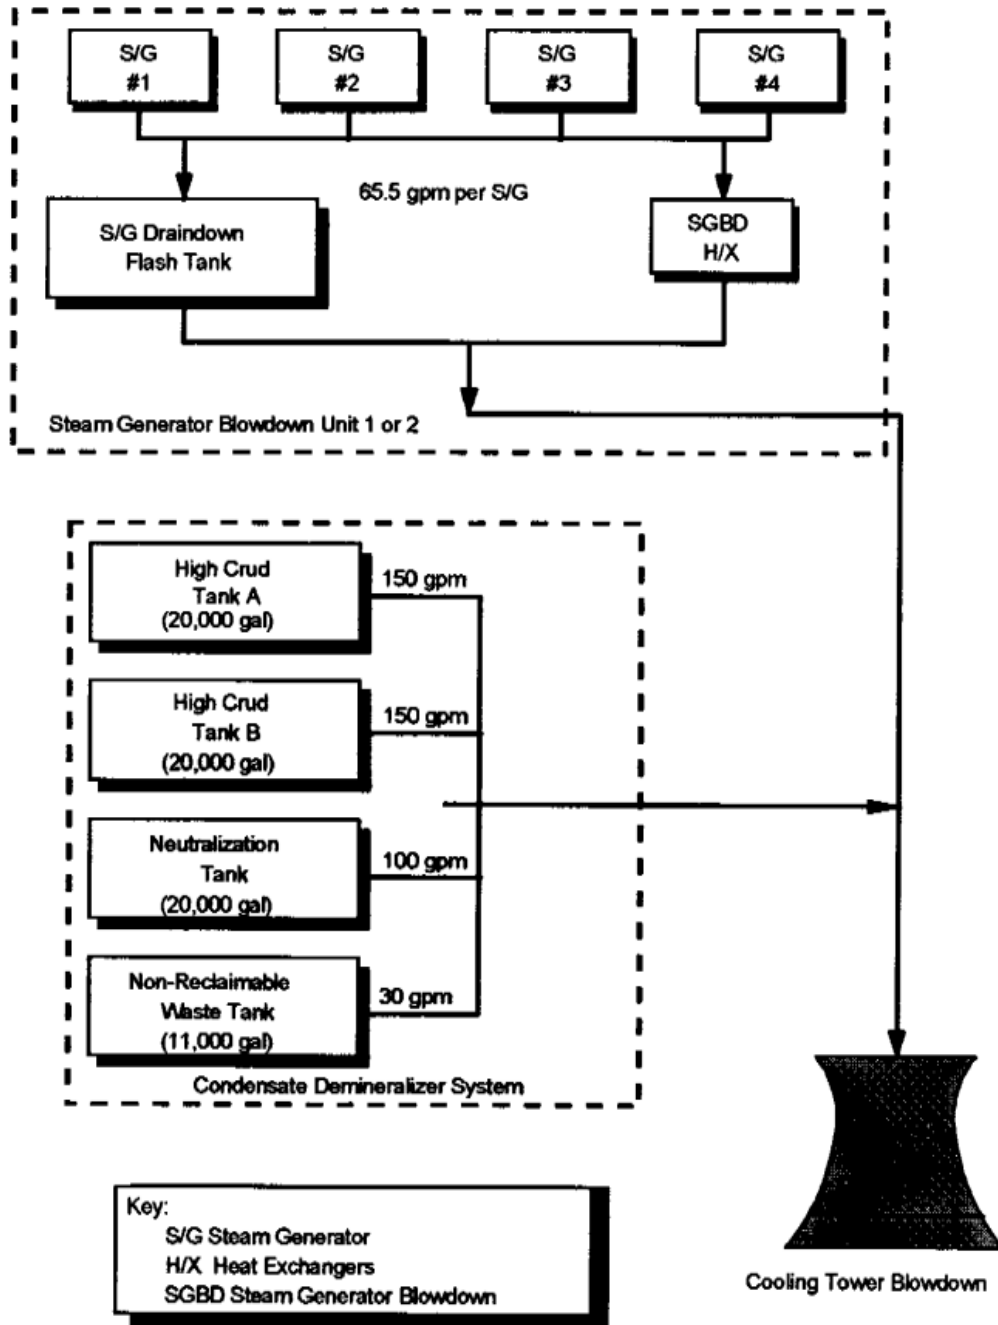 S/G
#1
S/G
#2
S/G
#3
S/G
#4
65.5 gpm per S/G
S/G Draindown
Flash Tank
SGBD
H/X
Steam Generator Blowdown Unit 1 or 2
High Crud
Tank A
(20,000 gal)
150 gpm
High Crud
Tank B
(20,000 gal)
150 gpm
Neutralization
Tank
(20,000 gal)
100 gpm
Non-Reclaimable
Waste Tank
(11,000 gal)
30 gpm
Condensate Demineralizer System
Key:
S/G Steam Generator
H/X Heat Exchangers
SGBD Steam Generator Blowdown
Cooling Tower Blowdown